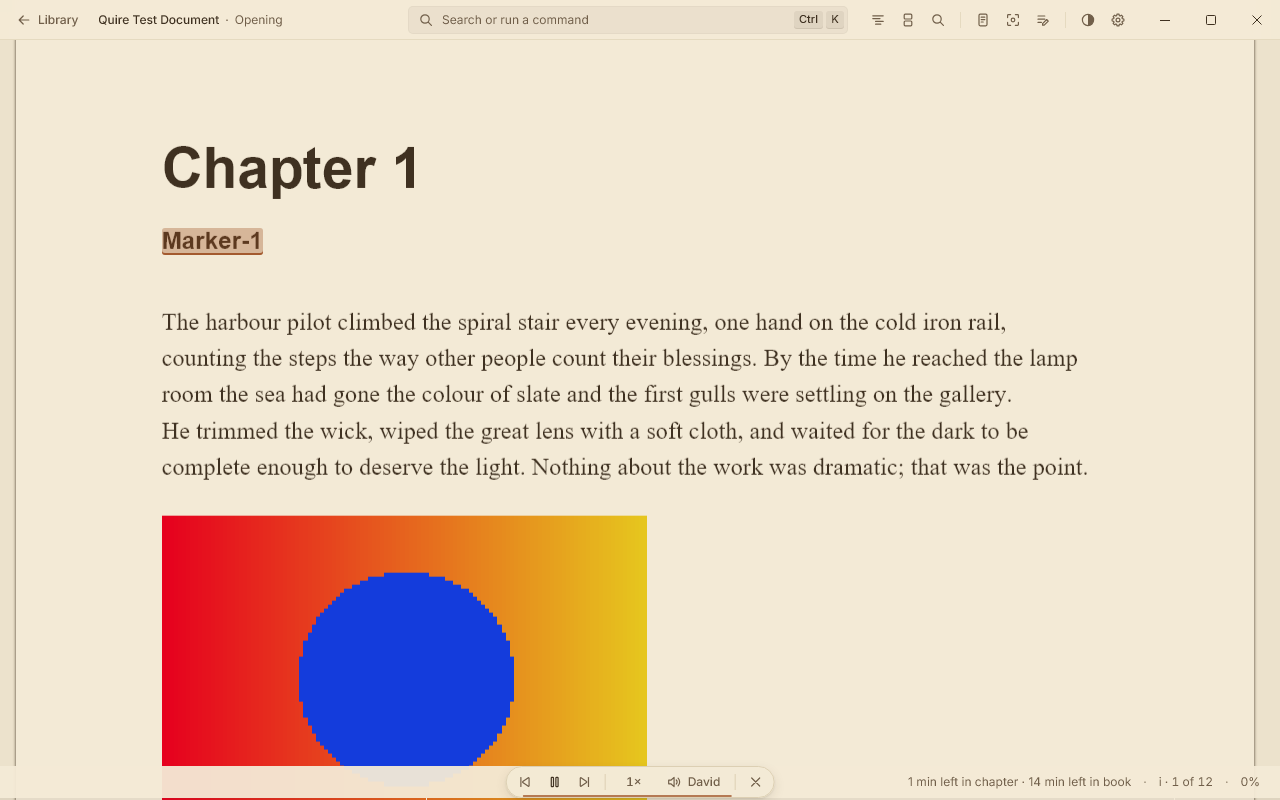 Library
Quire Test Document · Opening
Search or run a command
Ctrl K
Chapter 1
Marker-1
The harbour pilot climbed the spiral stair every evening, one hand on the cold iron rail,
counting the steps the way other people count their blessings. By the time he reached the lamp
room the sea had gone the colour of slate and the first gulls were settling on the gallery.
He trimmed the wick, wiped the great lens with a soft cloth, and waited for the dark to be
complete enough to deserve the light. Nothing about the work was dramatic; that was the point.
1× David
1 min left in chapter · 14 min left in book · i · 1 of 12 · 0%